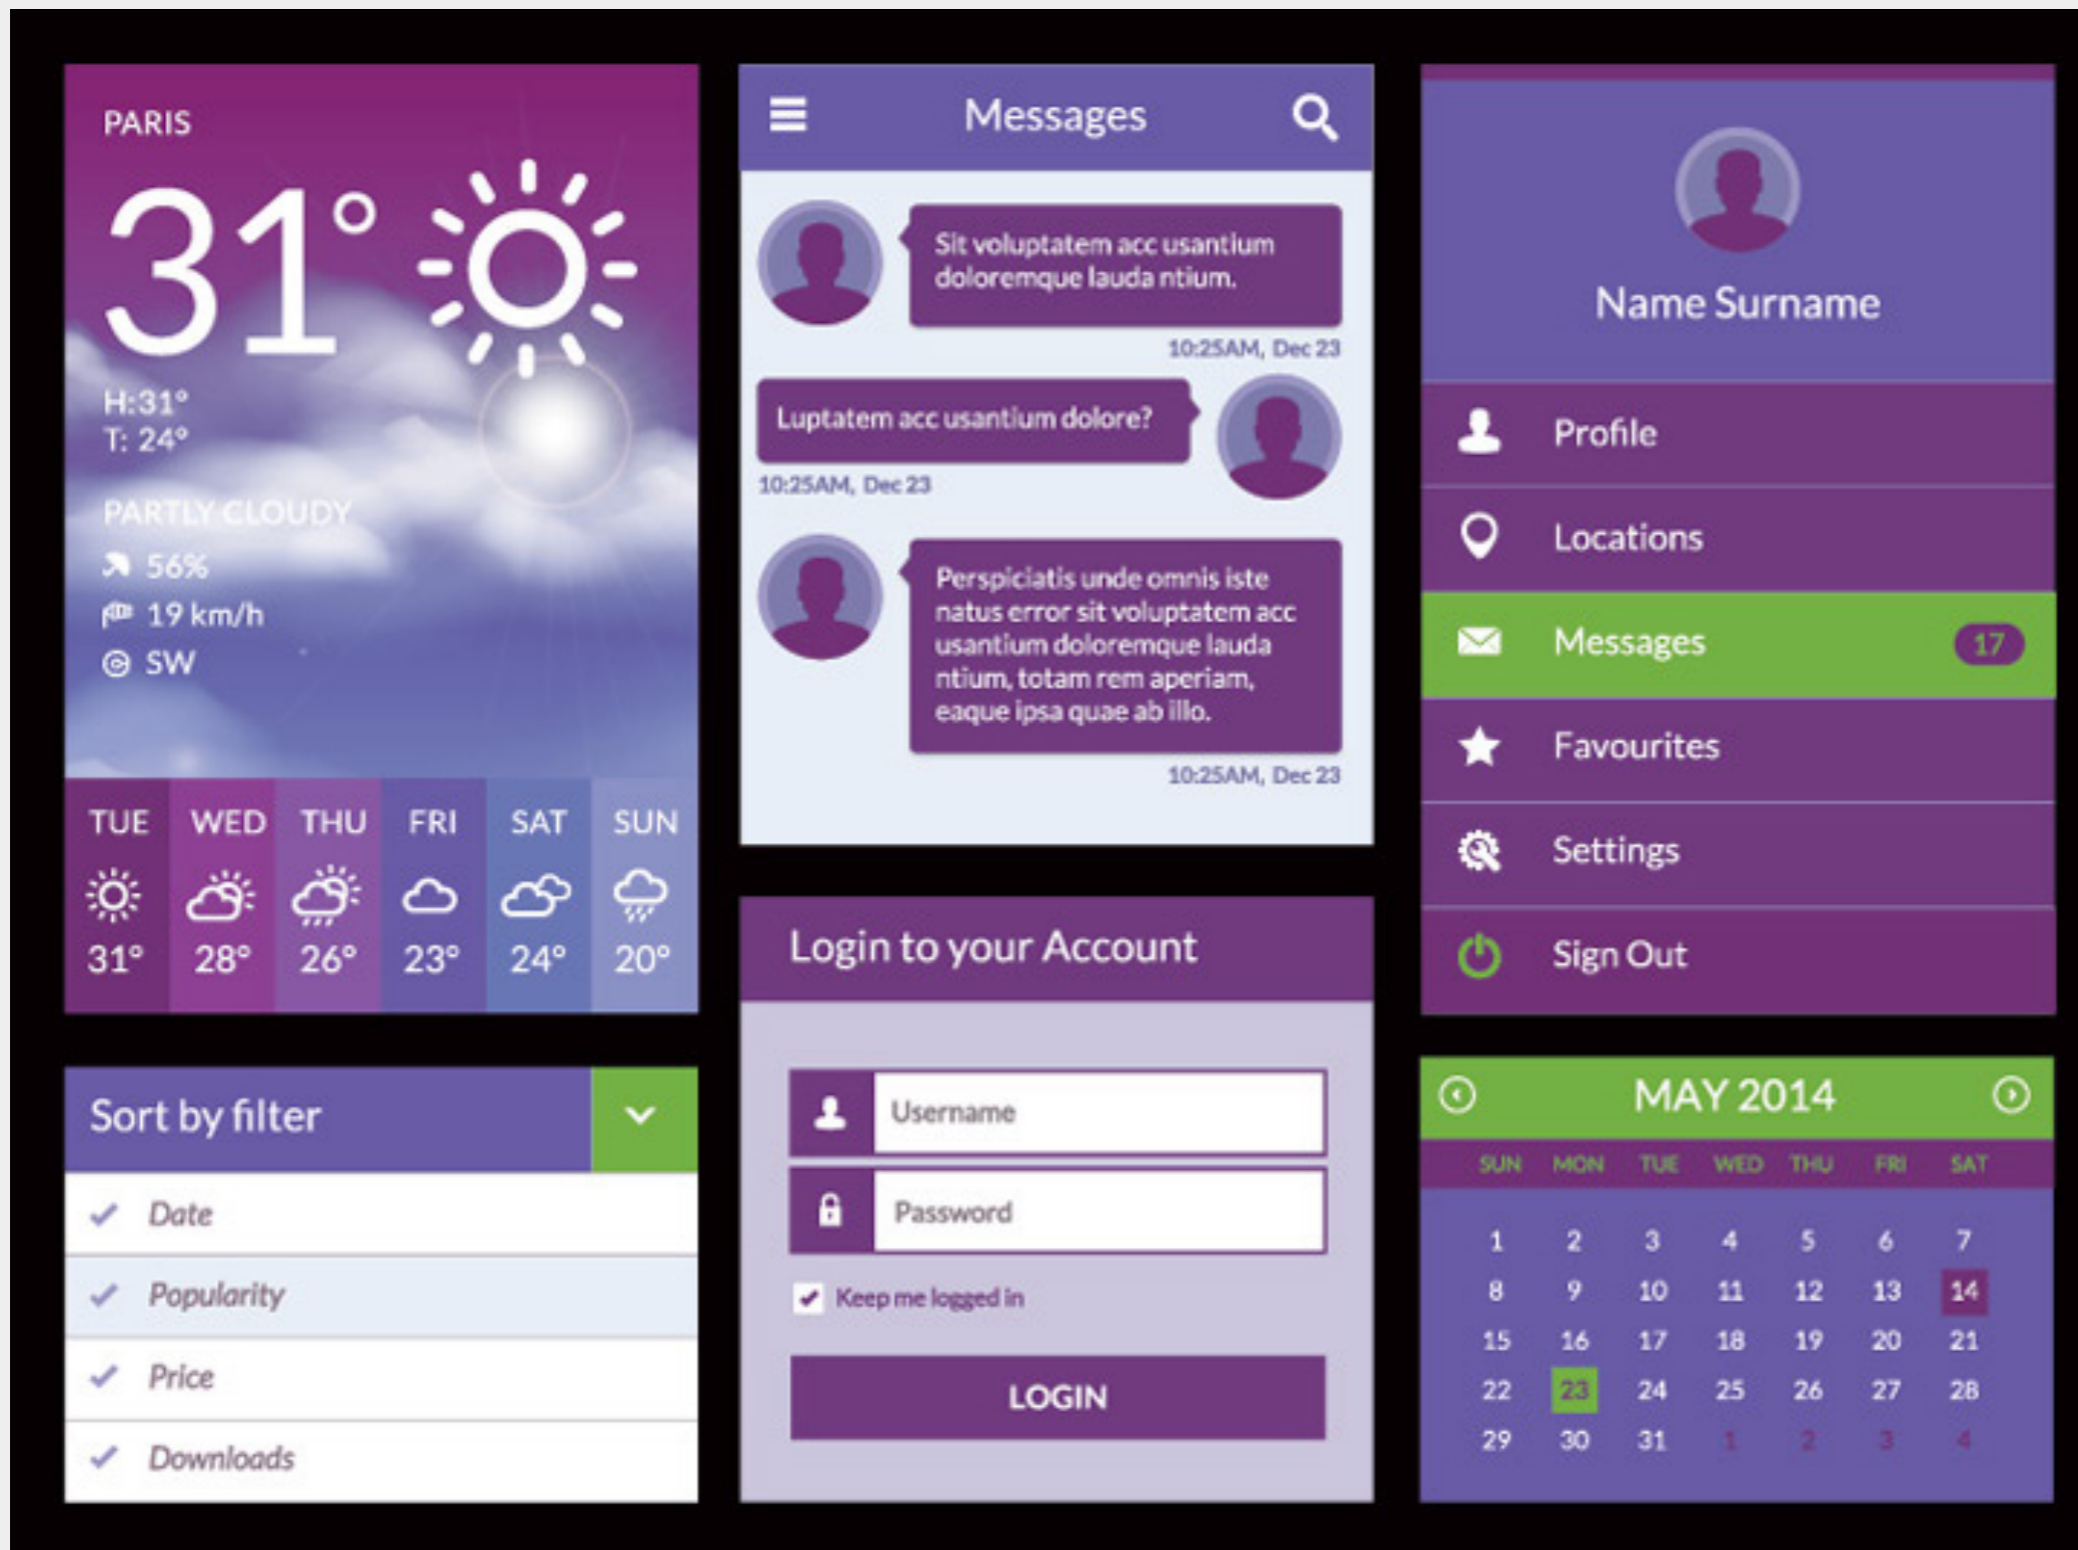 PARIS
31°
H:31°
T: 24°
PARTLY CLOUDY
56%
19 km/h
SW
TUE WED THU FRI SAT SUN
31° 28° 26° 23° 24° 20°
Sort by filter
Date
Popularity
Price
Downloads
Messages
Sit voluptatem acc usantium
doloremque lauda ntium.
10:25AM, Dec 23
Luptatem acc usantium dolore?
10:25AM, Dec 23
Perspiciatis unde omnis iste
natus error sit voluptatem acc
usantium doloremque lauda
ntium, totam rem aperiam,
eaque ipsa quae ab illo.
10:25AM, Dec 23
Login to your Account
Username
Password
Keep me logged in
LOGIN
Name Surname
Profile
Locations
Messages 17
Favourites
Settings
Sign Out
MAY 2014
SUN MON TUE WED THU FRI SAT
1 2 3 4 5 6 7
8 9 10 11 12 13 14
15 16 17 18 19 20 21
22 23 24 25 26 27 28
29 30 31 1 2 3 4